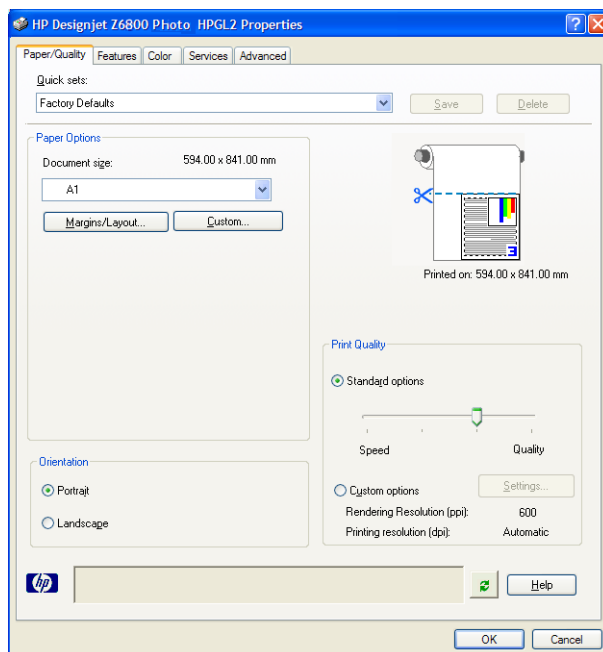 HP Designjet Z6800 Photo HPGL2 Properties
Paper/Quality Features Color Services Advanced
Quick sets:
Factory Defaults
Save Delete
Paper Options
Document size: 594.00 x 841.00 mm
A1
Margins/Layout... Custom...
3
Printed on: 594.00 x 841.00 mm
Print Quality
Standard options
Speed Quality
Custom options Settings...
Rendering Resolution (ppi): 600
Printing resolution (dpi): Automatic
Orientation
Portrait
Landscape
hp
Help
OK Cancel